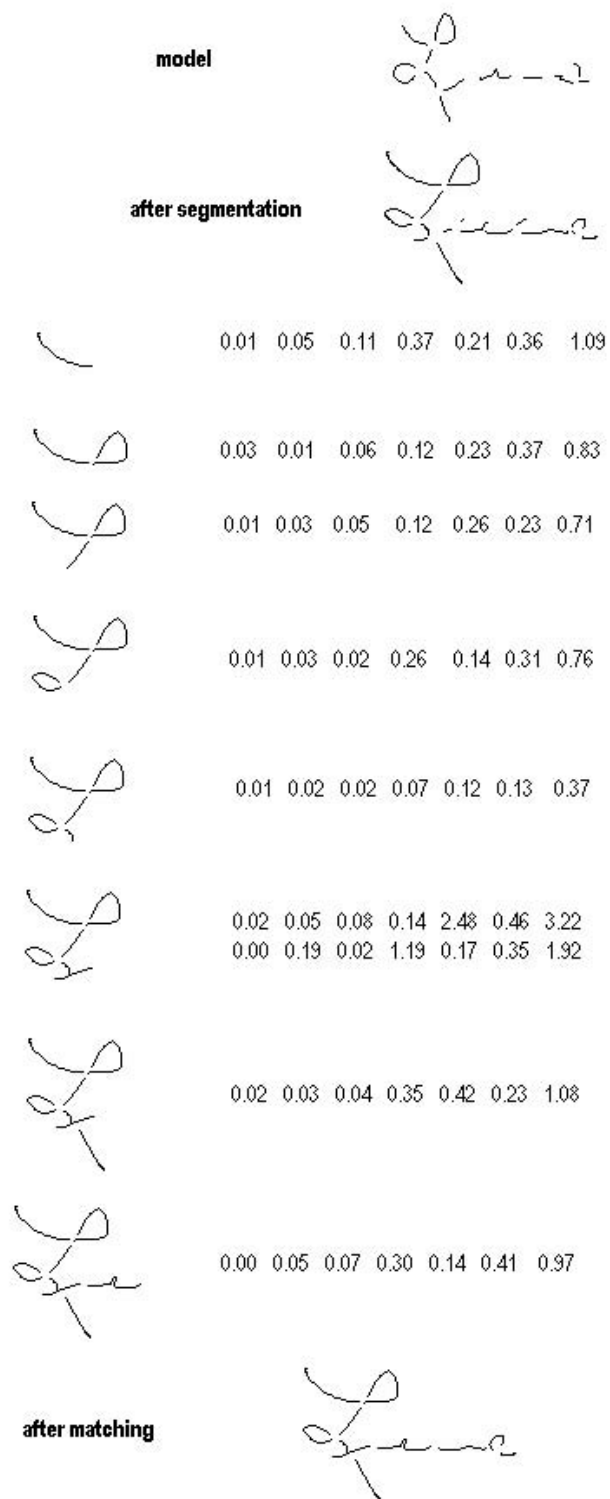 model
after segmentation
0.01 0.05 0.11 0.37 0.21 0.36 1.09
0.03 0.01 0.06 0.12 0.23 0.37 0.83
0.01 0.03 0.05 0.12 0.26 0.23 0.71
0.01 0.03 0.02 0.26 0.14 0.31 0.76
0.01 0.02 0.02 0.07 0.12 0.13 0.37
0.02 0.05 0.08 0.14 2.48 0.46 3.22
0.00 0.19 0.02 1.19 0.17 0.35 1.92
0.02 0.03 0.04 0.35 0.42 0.23 1.08
0.00 0.05 0.07 0.30 0.14 0.41 0.97
after matching